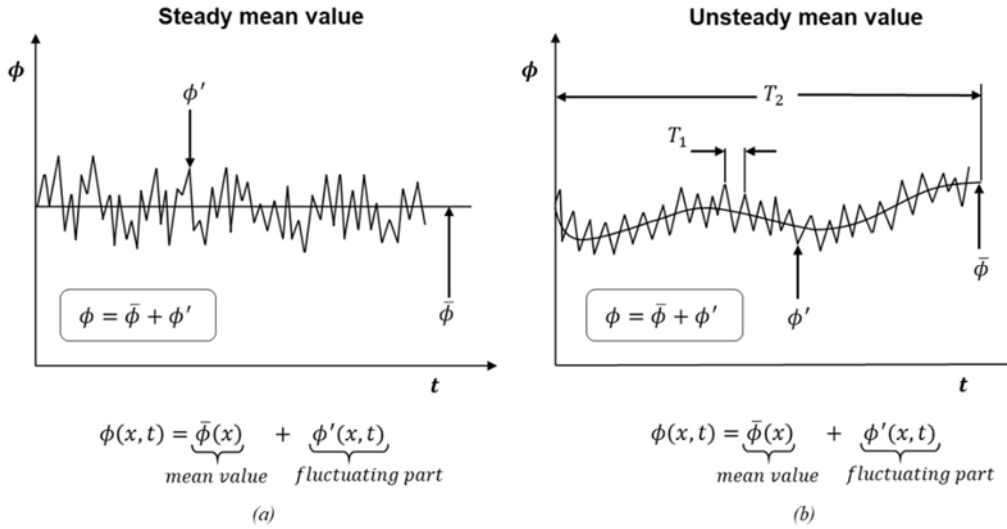 Steady mean value
ϕ
ϕ′
ϕ̄
ϕ = ϕ̄ + ϕ′
t
ϕ(x, t) = ϕ̄(x) + ϕ′(x, t)
mean value fluctuating part
(a)
Unsteady mean value
ϕ
T₂
T₁
ϕ̄
ϕ′
ϕ = ϕ̄ + ϕ′
t
ϕ(x, t) = ϕ̄(x) + ϕ′(x, t)
mean value fluctuating part
(b)